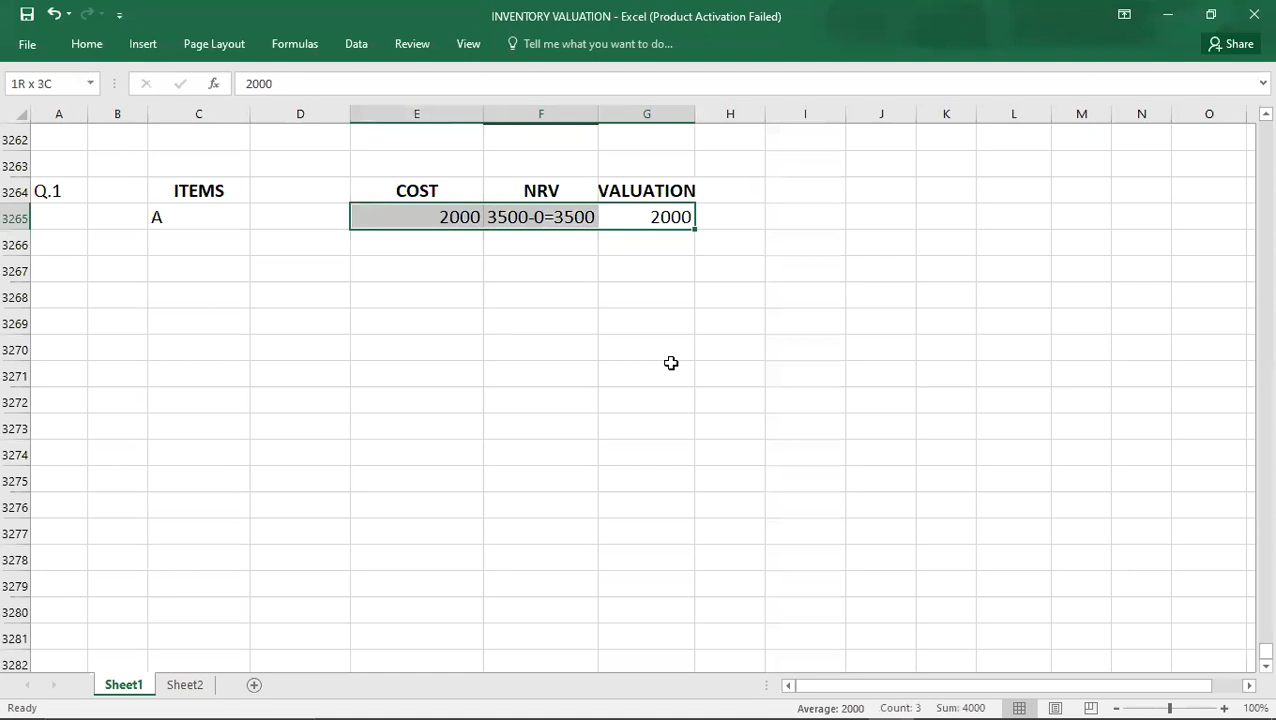 INVENTORY VALUATION - Excel (Product Activation Failed)
File Home Insert Page Layout Formulas Data Review View Tell me what you want to do... Share
1R x 3C fx 2000
A B C D E F G H I J K L M N O
3262
3263
3264 Q.1 ITEMS COST NRV VALUATION
3265 A 2000 3500-0=3500 2000
3266
3267
3268
3269
3270
3271
3272
3273
3274
3275
3276
3277
3278
3279
3280
3281
3282
Sheet1 Sheet2
Ready Average: 2000 Count: 3 Sum: 4000 100%